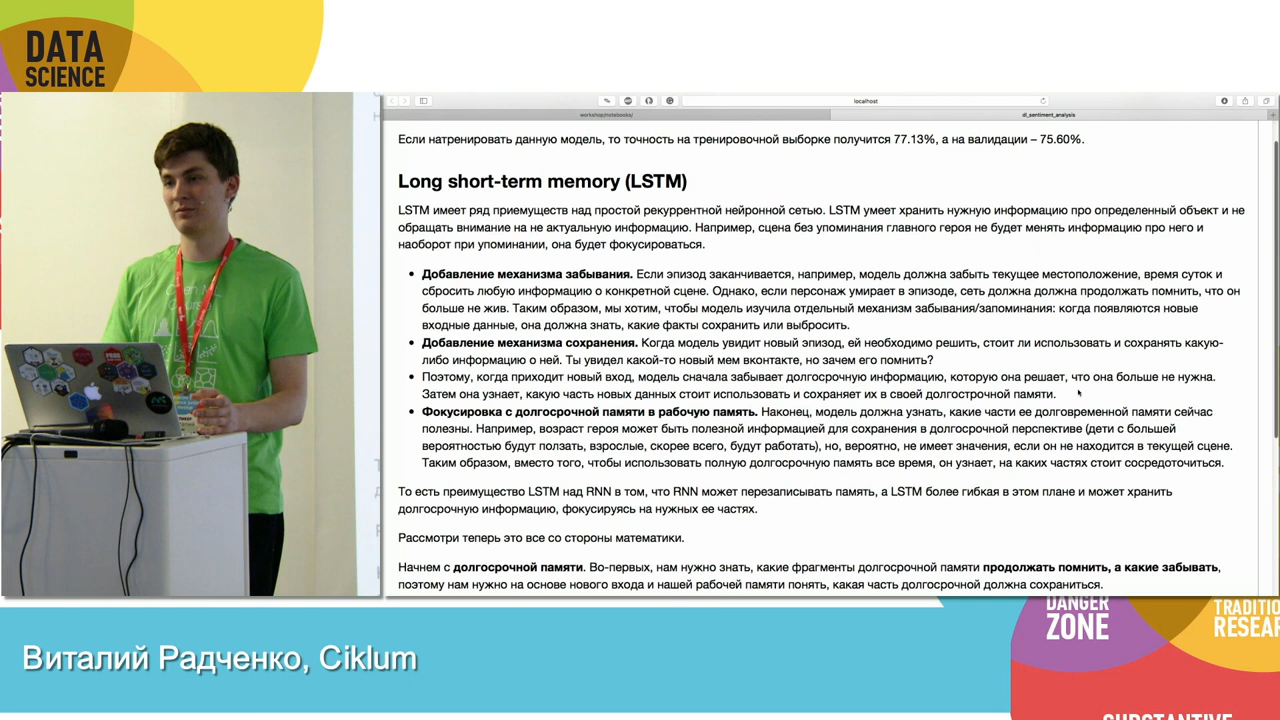 DATA
SCIENCE
localhost
workshop/notebooks/
dl_sentiment_analysis
Если натренировать данную модель, то точность на тренировочной выборке получится 77.13%, а на валидации – 75.60%.
Long short-term memory (LSTM)
LSTM имеет ряд приемуществ над простой рекуррентной нейронной сетью. LSTM умеет хранить нужную информацию про определенный объект и не
обращать внимание на не актуальную информацию. Например, сцена без упоминания главного героя не будет менять информацию про него и
наоборот при упоминании, она будет фокусироваться.
• Добавление механизма забывания. Если эпизод заканчивается, например, модель должна забыть текущее местоположение, время суток и
сбросить любую информацию о конкретной сцене. Однако, если персонаж умирает в эпизоде, сеть должна должна продолжать помнить, что он
больше не жив. Таким образом, мы хотим, чтобы модель изучила отдельный механизм забывания/запоминания: когда появляются новые
входные данные, она должна знать, какие факты сохранить или выбросить.
• Добавление механизма сохранения. Когда модель увидит новый эпизод, ей необходимо решить, стоит ли использовать и сохранять какую-
либо информацию о ней. Ты увидел какой-то новый мем вконтакте, но зачем его помнить?
• Поэтому, когда приходит новый вход, модель сначала забывает долгосрочную информацию, которую она решает, что она больше не нужна.
Затем она узнает, какую часть новых данных стоит использовать и сохраняет их в своей долгострочной памяти.
• Фокусировка с долгосрочной памяти в рабочую память. Наконец, модель должна узнать, какие части ее долговременной памяти сейчас
полезны. Например, возраст героя может быть полезной информацией для сохранения в долгосрочной перспективе (дети с большей
вероятностью будут ползать, взрослые, скорее всего, будут работать), но, вероятно, не имеет значения, если он не находится в текущей сцене.
Таким образом, вместо того, чтобы использовать полную долгосрочную память все время, он узнает, на каких частях стоит сосредоточиться.
То есть преимущество LSTM над RNN в том, что RNN может перезаписывать память, а LSTM более гибкая в этом плане и может хранить
долгосрочную информацию, фокусируясь на нужных ее частях.
Рассмотри теперь это все со стороны математики.
Начнем с долгосрочной памяти. Во-первых, нам нужно знать, какие фрагменты долгосрочной памяти продолжать помнить, а какие забывать,
поэтому нам нужно на основе нового входа и нашей рабочей памяти понять, какая часть долгосрочной должна сохраниться.
DANGER
ZONE
TRADITIO
RESEAR
SUBSTANTIVE
Виталий Радченко, Ciklum